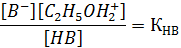 [B⁻][C₂H₅OH₂⁺]
[HB]
= K_HB